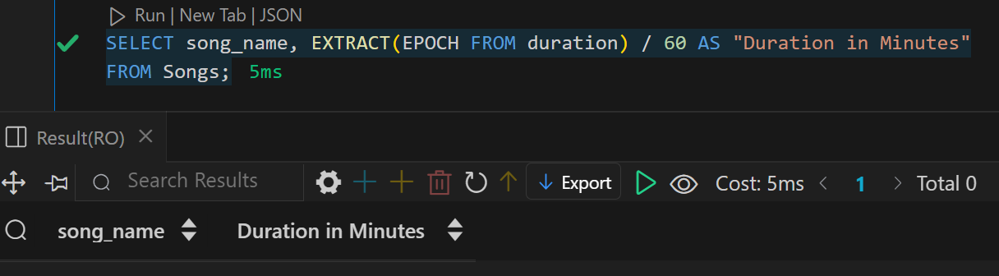 Run | New Tab | JSON
SELECT song_name, EXTRACT(EPOCH FROM duration) / 60 AS "Duration in Minutes"
FROM Songs; 5ms
Result(RO)
Search Results Export Cost: 5ms 1 Total 0
song_name Duration in Minutes